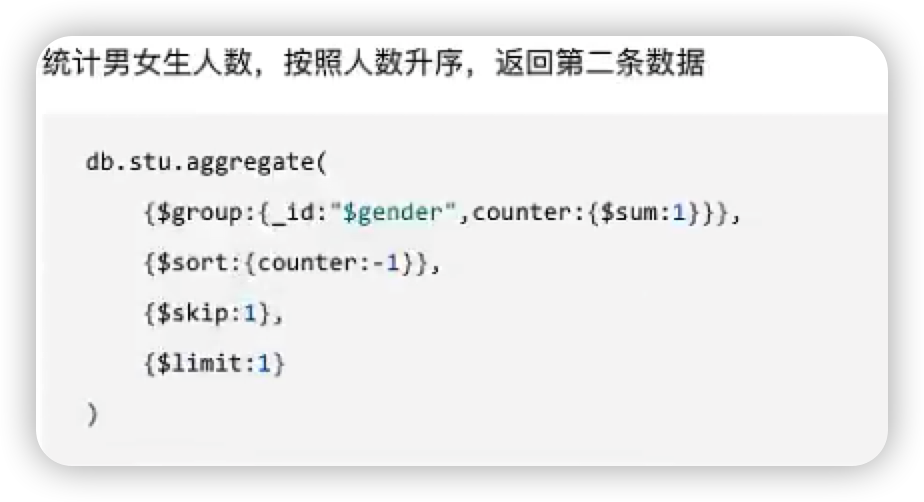 统计男女生人数，按照人数升序，返回第二条数据
db.stu.aggregate(
{$group:{_id:"$gender",counter:{$sum:1}}},
{$sort:{counter:-1}},
{$skip:1},
{$limit:1}
)